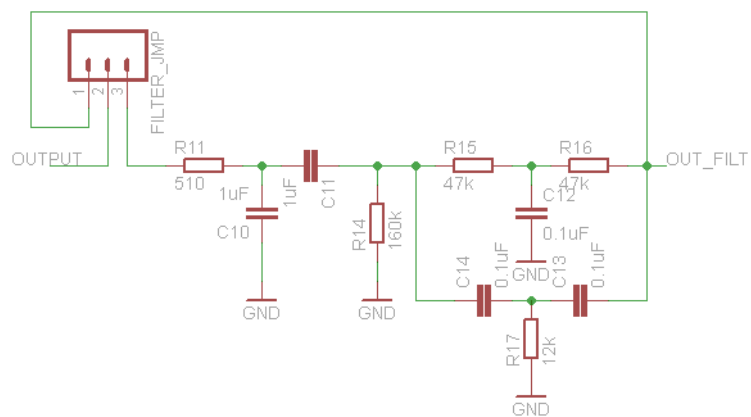 FILTER_JMP
1
2
3
OUTPUT
R11
510
1uF
C10
1uF
C11
R14
160k
GND
GND
R15
47k
R16
47k
OUT_FILT
C12
0.1uF
GND
C14
0.1uF
C13
0.1uF
R17
12k
GND